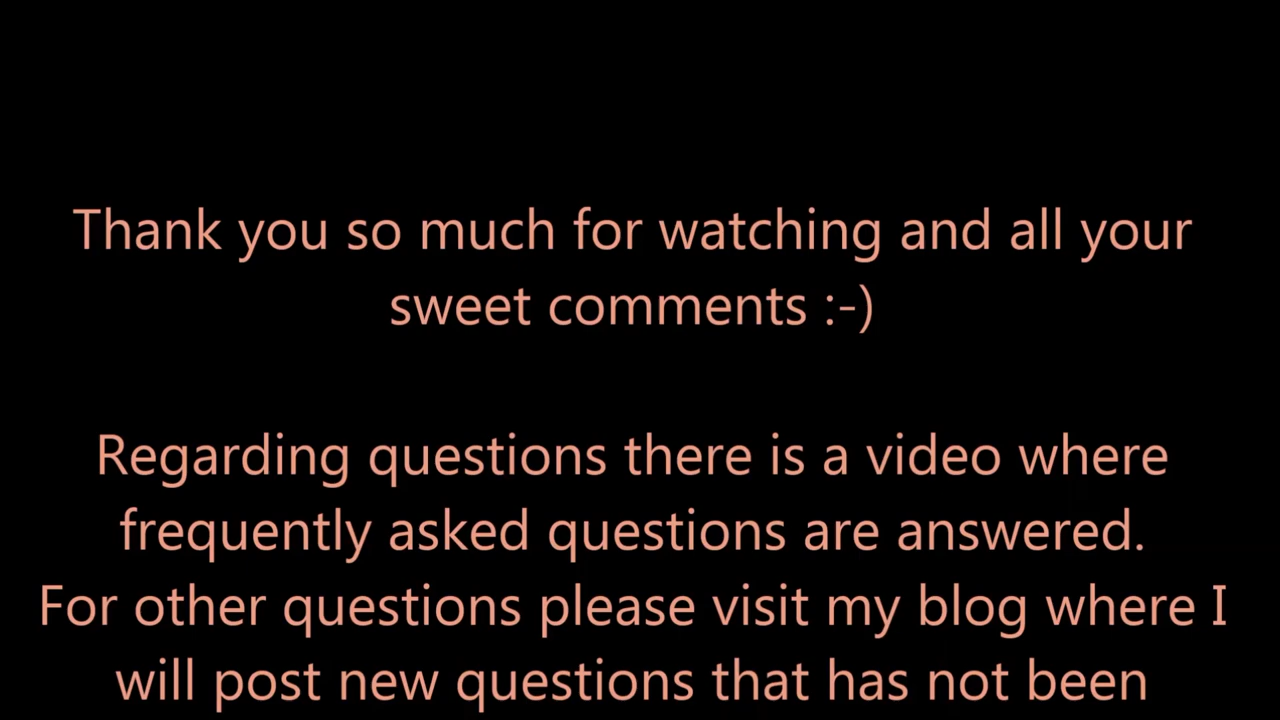 Thank you so much for watching and all your
sweet comments :-)
Regarding questions there is a video where
frequently asked questions are answered.
For other questions please visit my blog where I
will post new questions that has not been